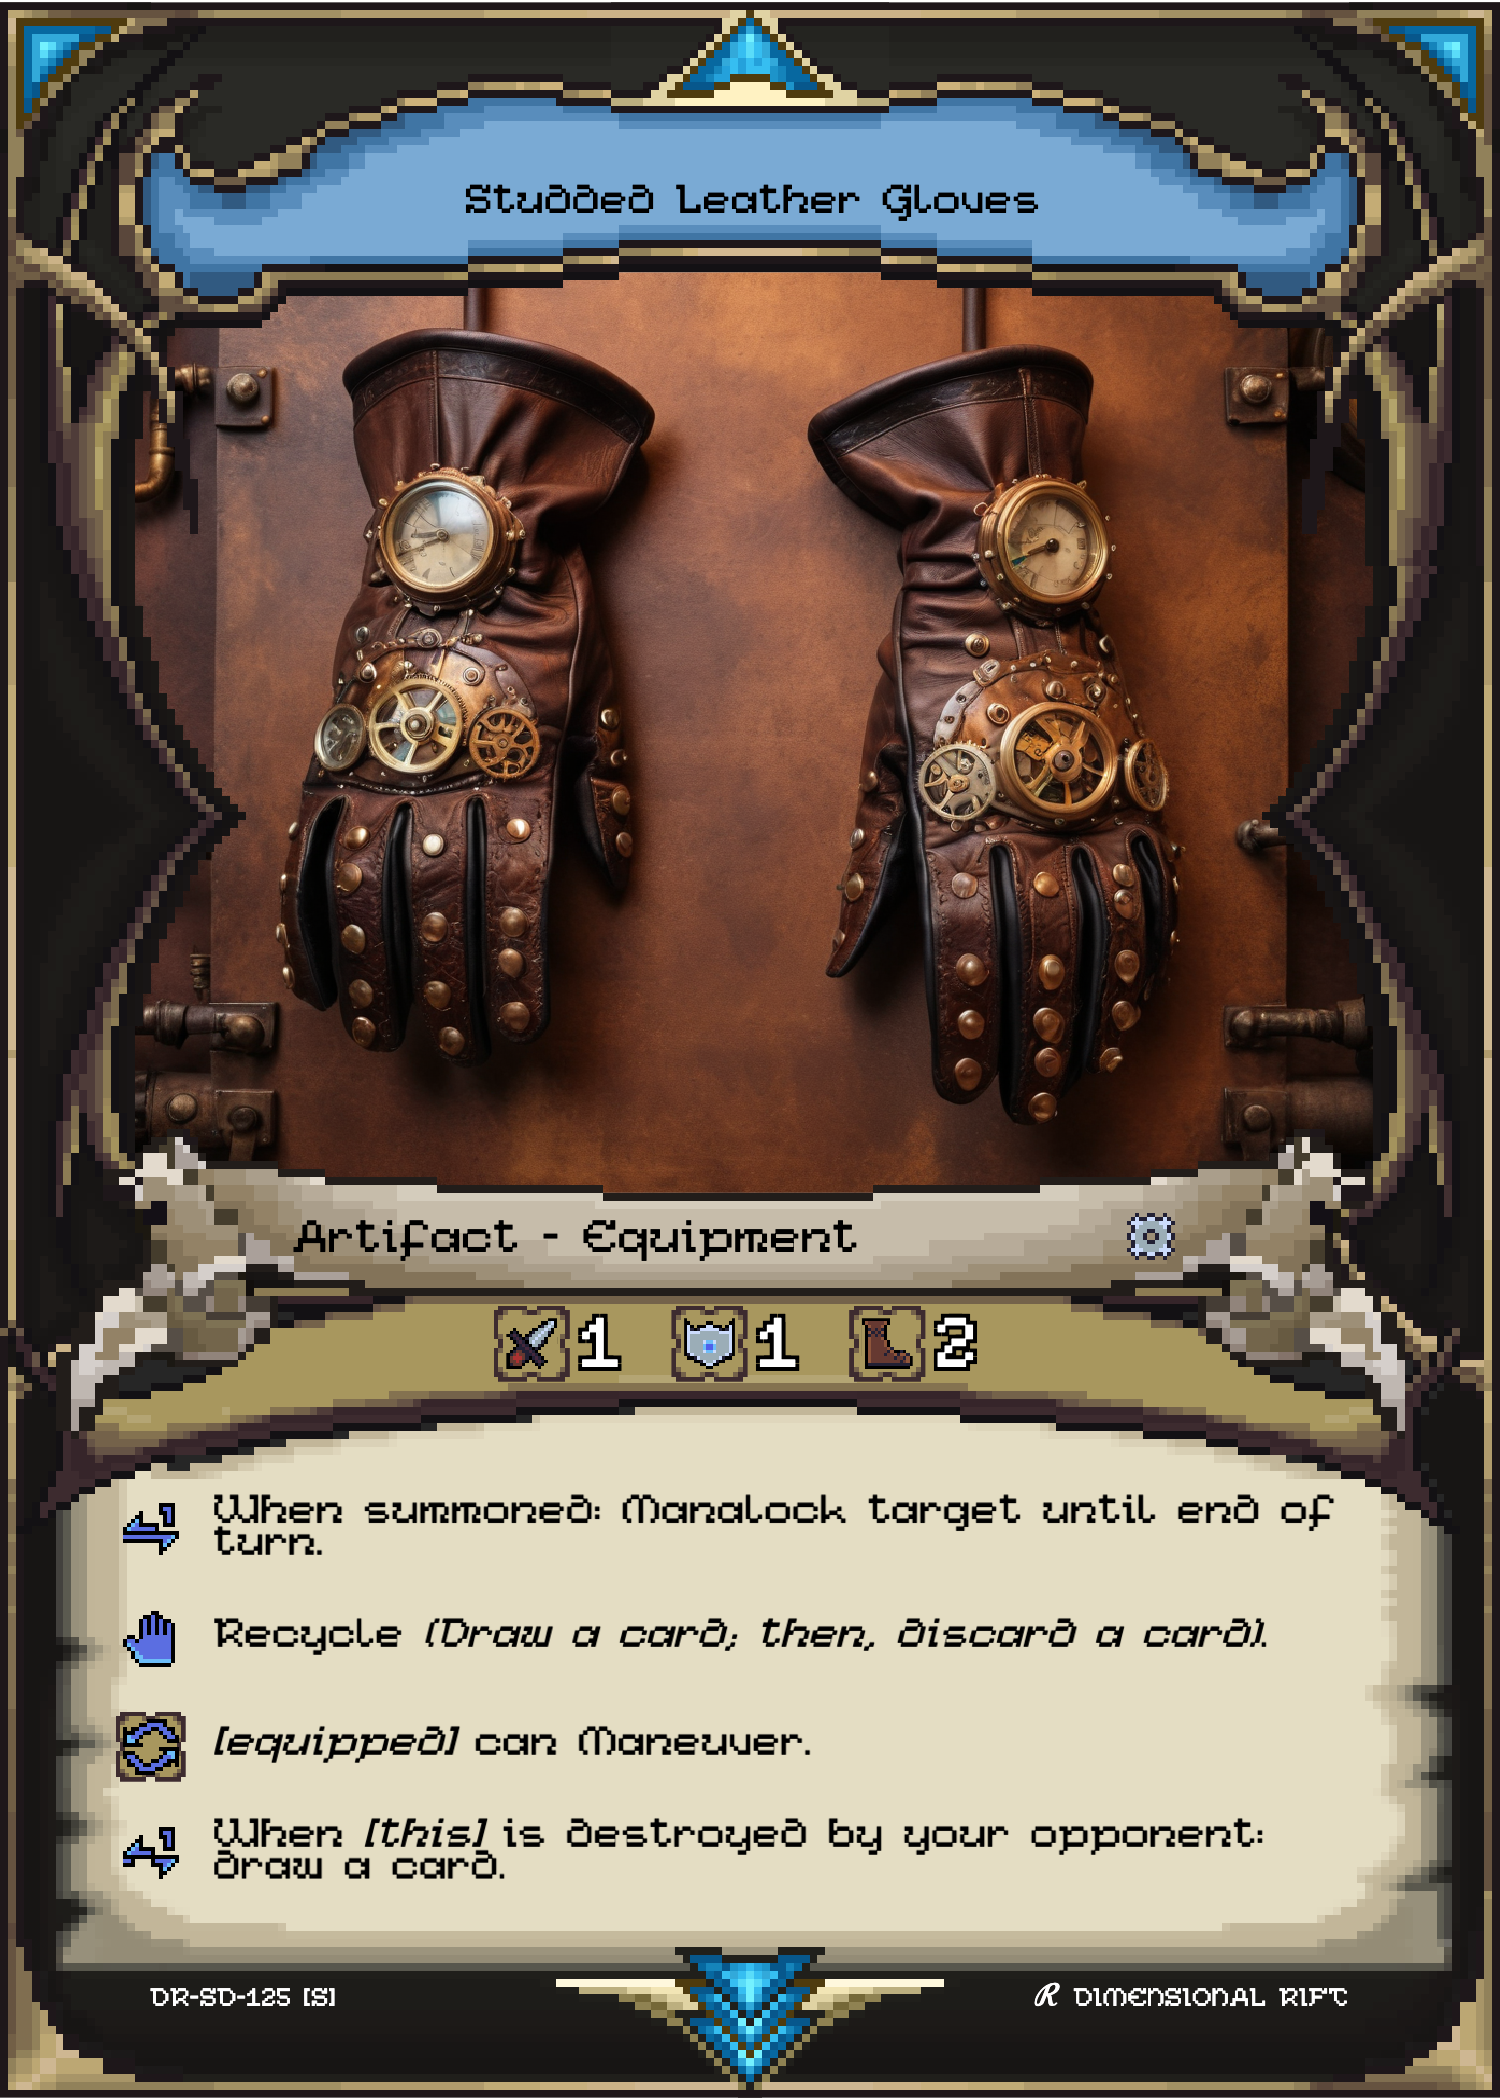 Studded Leather Gloves
Artifact - Equipment
1 1 2
When summoned: Manalock target until end of
turn.
Recycle (Draw a card; then, discard a card).
[equipped] can Maneuver.
When [this] is destroyed by your opponent:
draw a card.
DR-SD-125 [S]
R DIMENSIONAL RIFT